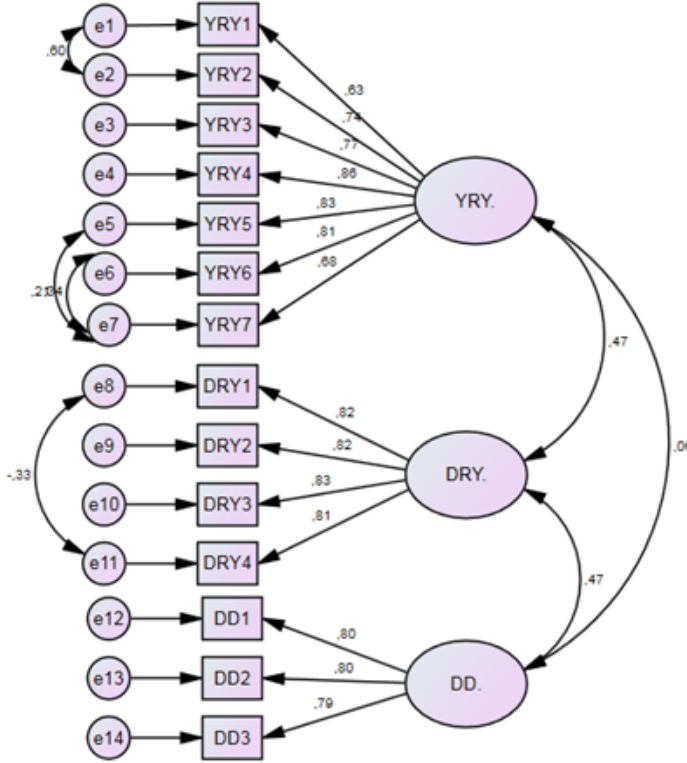 e1
YRY1
,60
e2
YRY2
,63
,74
e3
YRY3
,77
e4
YRY4
,86
YRY.
e5
YRY5
,83
e6
YRY6
,81
,68
,34
e7
YRY7
,47
e8
DRY1
,82
e9
DRY2
,82
-,33
DRY.
e10
DRY3
,83
,81
e11
DRY4
,47
e12
DD1
,80
e13
DD2
,80
DD.
,79
e14
DD3